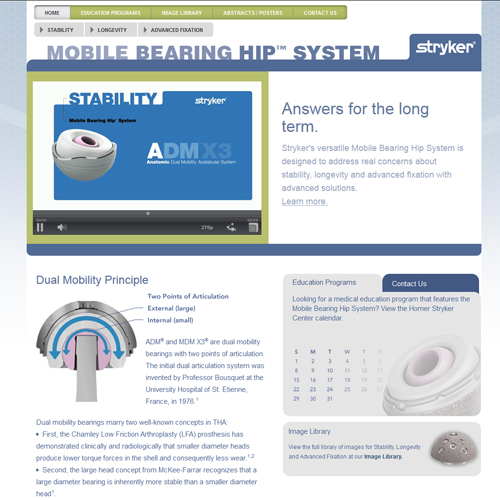 HOME EDUCATION PROGRAMS IMAGE LIBRARY ABSTRACTS / POSTERS CONTACT US
STABILITY LONGEVITY ADVANCED FIXATION
MOBILE BEARING HIP™ SYSTEM
stryker®
STABILITY
Mobile Bearing Hip™ System
stryker®
ADM X3
Anatomic Dual Mobility Acetabular System
270p
Answers for the long
term.
Stryker's versatile Mobile Bearing Hip System is
designed to address real concerns about
stability, longevity and advanced fixation with
advanced solutions.
Learn more.
Dual Mobility Principle
Two Points of Articulation
External (large)
Internal (small)
ADM® and MDM X3® are dual mobility
bearings with two points of articulation.
The initial dual articulation system was
invented by Professor Bousquet at the
University Hospital of St. Etienne,
France, in 1976.1
Dual mobility bearings marry two well-known concepts in THA:
• First, the Charnley Low Friction Arthroplasty (LFA) prosthesis has
demonstrated clinically and radiologically that smaller diameter heads
produce lower torque forces in the shell and consequently less wear.1,2
• Second, the large head concept from McKee-Farrar recognizes that a
large diameter bearing is inherently more stable than a smaller diameter
head1.
Education Programs Contact Us
Looking for a medical education program that features the
Mobile Bearing Hip System? View the Homer Stryker
Center calendar.
S M T W T F S
1 2 3 4 5 6 7
8 9 10 11 12 13 14
15 16 17 18 19 20 21
22 23 24 25 26 27 28
29 30 31
Image Library
View the full library of images for Stability, Longevity
and Advanced Fixation at our Image Library.